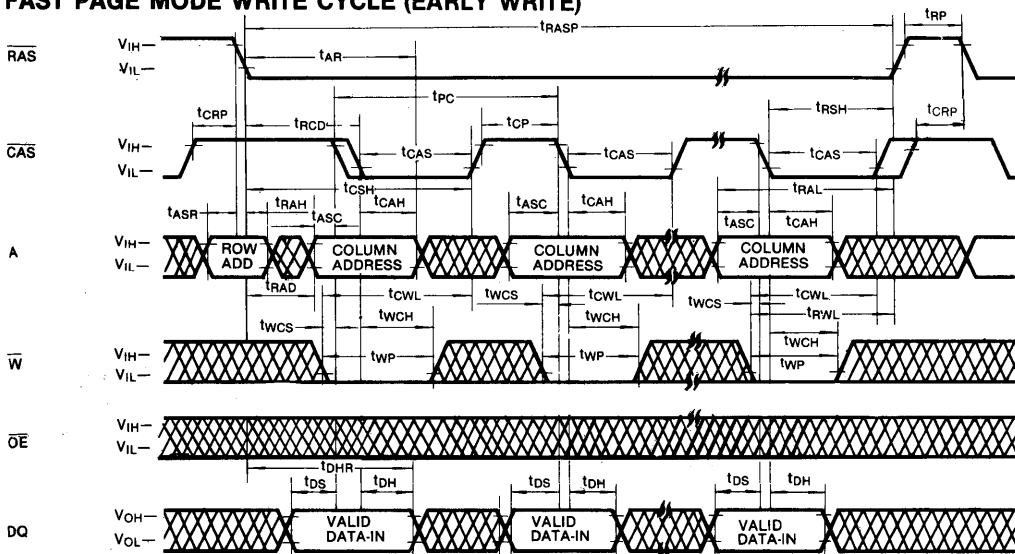 FAST PAGE MODE WRITE CYCLE (EARLY WRITE)
tRASP
tRP
RAS
VIH—
VIL—
tAR
tPC
tCRP
tRCD
tCP
tRSH
tCRP
CAS
VIH—
VIL—
tCAS
tCAS
tCAS
tCSH
tRAL
tASR
tRAH
tASC
tCAH
tASC
tCAH
tASC
tCAH
A
VIH—
VIL—
ROW
ADD
COLUMN
ADDRESS
COLUMN
ADDRESS
COLUMN
ADDRESS
tRAD
tCWL
tWCS
tCWL
tWCS
tCWL
tRWL
tWCS
tWCH
tWCH
tWCH
W
VIH—
VIL—
tWP
tWP
tWP
OE
VIH—
VIL—
tDHR
tDS
tDH
tDS
tDH
tDS
tDH
DQ
VOH—
VOL—
VALID
DATA-IN
VALID
DATA-IN
VALID
DATA-IN